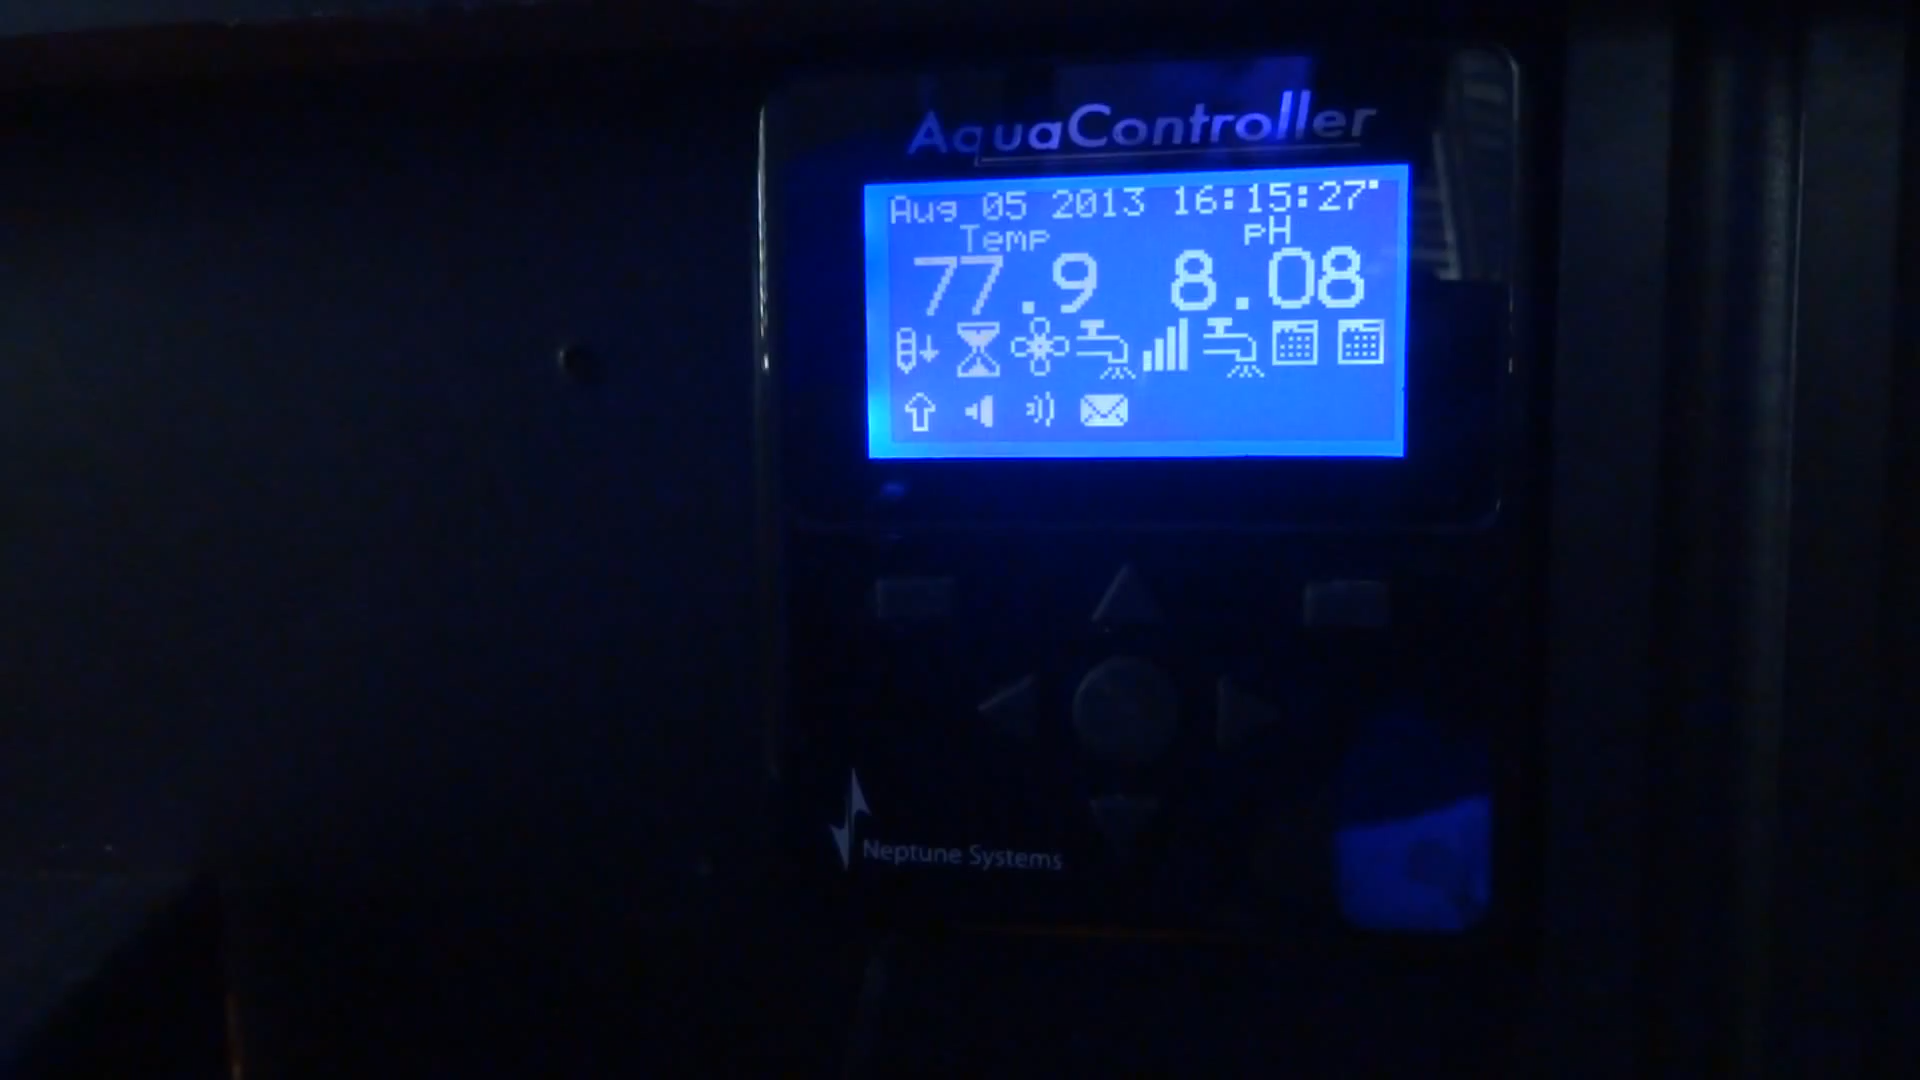 AquaController
Aug 05 2013 16:15:27
Temp pH
77.9 8.08
Neptune Systems